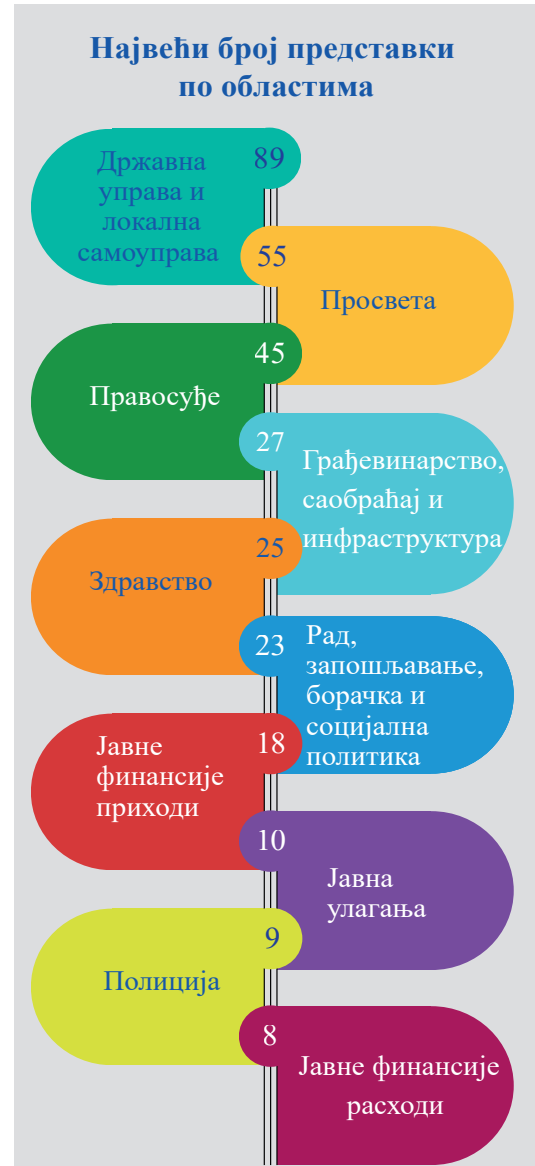 Највећи број представки
по областима
89
Државна
управа и
локална
самоуправа
55
Просвета
45
Правосуђе
27
Грађевинарство,
саобраћај и
инфраструктура
25
Здравство
23
Рад,
запошљавање,
борачка и
социјална
политика
18
Јавне
финансије
приходи
10
Јавна
улагања
9
Полиција
8
Јавне финансије
расходи